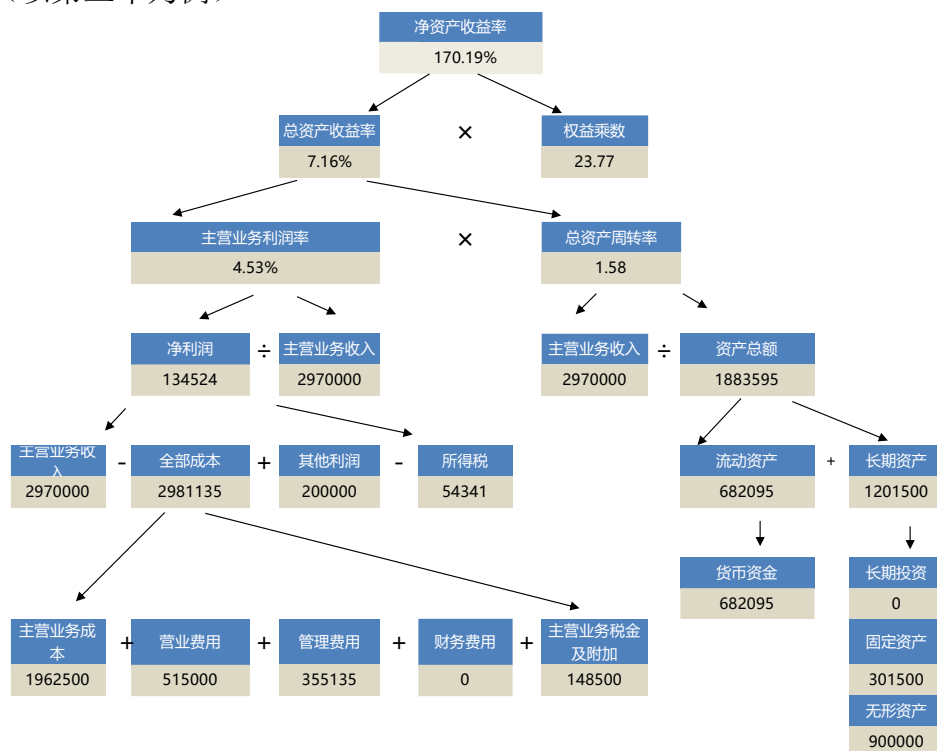 净资产收益率
170.19%
总资产收益率 × 权益乘数
7.16% 23.77
主营业务利润率 × 总资产周转率
4.53% 1.58
净利润 ÷ 主营业务收入 主营业务收入 ÷ 资产总额
134524 2970000 2970000 1883595
主营业务收
入
- 全部成本 + 其他利润 - 所得税 流动资产 + 长期资产
2970000 2981135 200000 54341 682095 1201500
货币资金 长期投资
682095 0
主营业务成
本
+ 营业费用 + 管理费用 + 财务费用 + 主营业务税金
及附加
固定资产
1962500 515000 355135 0 148500 301500
无形资产
900000